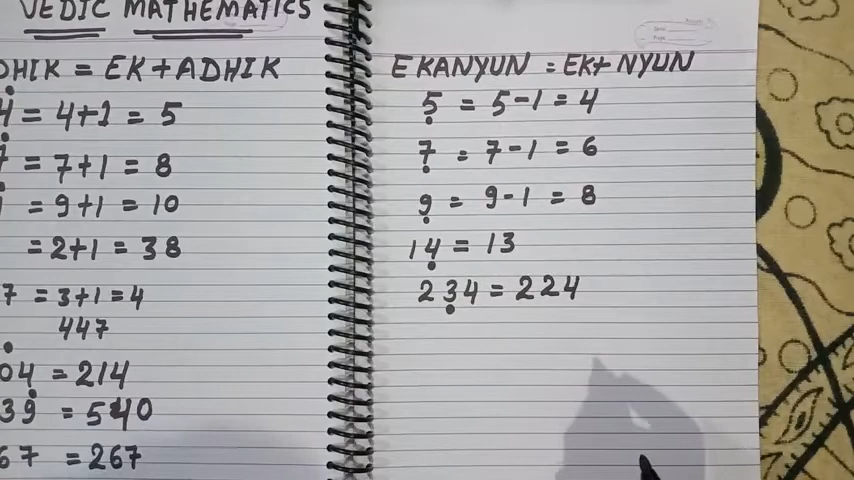 VEDIC MATHEMATICS
DHIK = EK + ADHIK
4 = 4+1 = 5
7 = 7+1 = 8
= 9+1 = 10
= 2+1 = 38
7 = 3+1 = 4
447
04 = 214
39 = 540
67 = 267
EKANYUN = EK+ NYUN
5 = 5-1 = 4
7 = 7-1 = 6
9 = 9-1 = 8
14 = 13
234 = 224